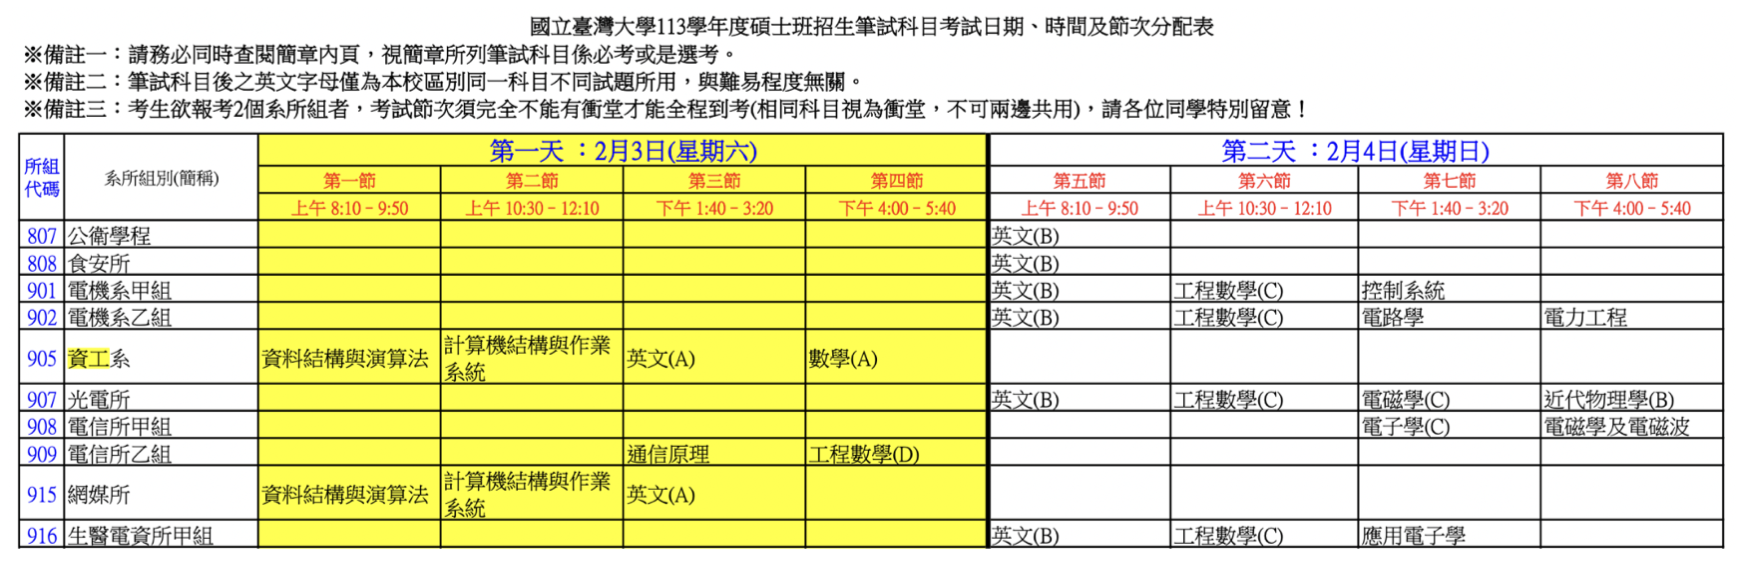 國立臺灣大學113學年度碩士班招生筆試科目考試日期、時間及節次分配表
※備註一：請務必同時查閱簡章內頁，視簡章所列筆試科目係必考或是選考。
※備註二：筆試科目後之英文字母僅為本校區別同一科目不同試題所用，與難易程度無關。
※備註三：考生欲報考2個系所組者，考試節次須完全不能有衝堂才能全程到考(相同科目視為衝堂，不可兩邊共用)，請各位同學特別留意！
所組代碼 系所組別(簡稱) 第一天 ：2月3日(星期六) 第二天 ：2月4日(星期日)
第一節 第二節 第三節 第四節 第五節 第六節 第七節 第八節
上午 8:10－9:50 上午 10:30－12:10 下午 1:40－3:20 下午 4:00－5:40 上午 8:10－9:50 上午 10:30－12:10 下午 1:40－3:20 下午 4:00－5:40
807 公衛學程 英文(B)
808 食安所 英文(B)
901 電機系甲組 英文(B) 工程數學(C) 控制系統
902 電機系乙組 英文(B) 工程數學(C) 電路學 電力工程
905 資工系 資料結構與演算法 計算機結構與作業系統 英文(A) 數學(A)
907 光電所 英文(B) 工程數學(C) 電磁學(C) 近代物理學(B)
908 電信所甲組 電子學(C) 電磁學及電磁波
909 電信所乙組 通信原理 工程數學(D)
915 網媒所 資料結構與演算法 計算機結構與作業系統 英文(A)
916 生醫電資所甲組 英文(B) 工程數學(C) 應用電子學